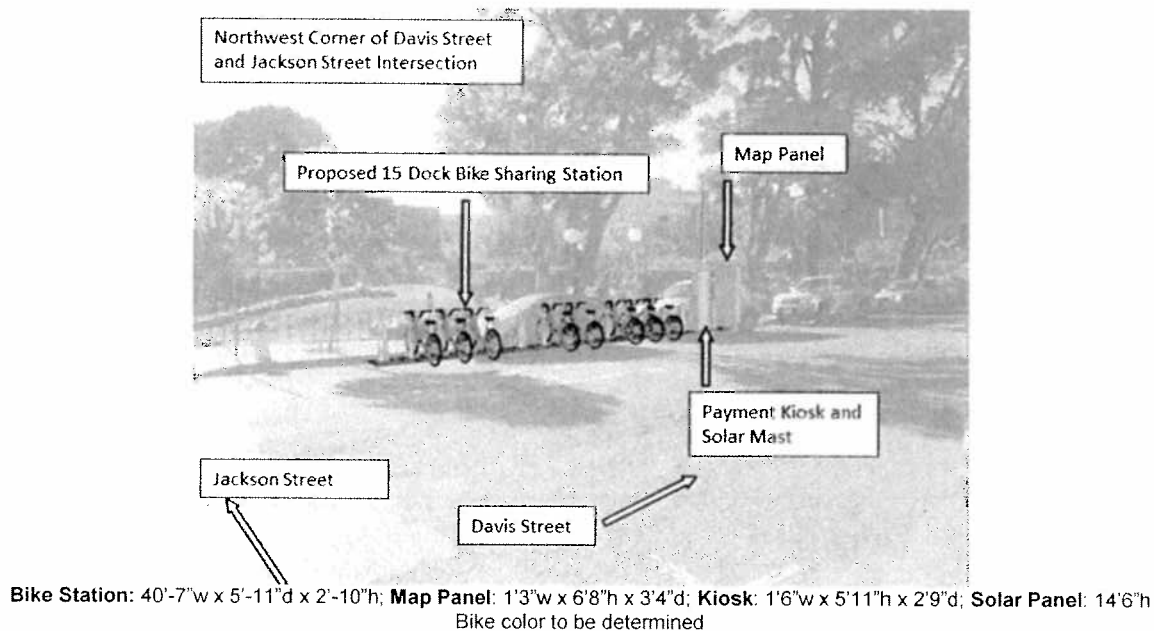 Northwest Corner of Davis Street
and Jackson Street Intersection
Map Panel
Proposed 15 Dock Bike Sharing Station
Payment Kiosk and
Solar Mast
Jackson Street
Davis Street
Bike Station: 40'-7"w x 5'-11"d x 2'-10"h; Map Panel: 1'3"w x 6'8"h x 3'4"d; Kiosk: 1'6"w x 5'11"h x 2'9"d; Solar Panel: 14'6"h
Bike color to be determined